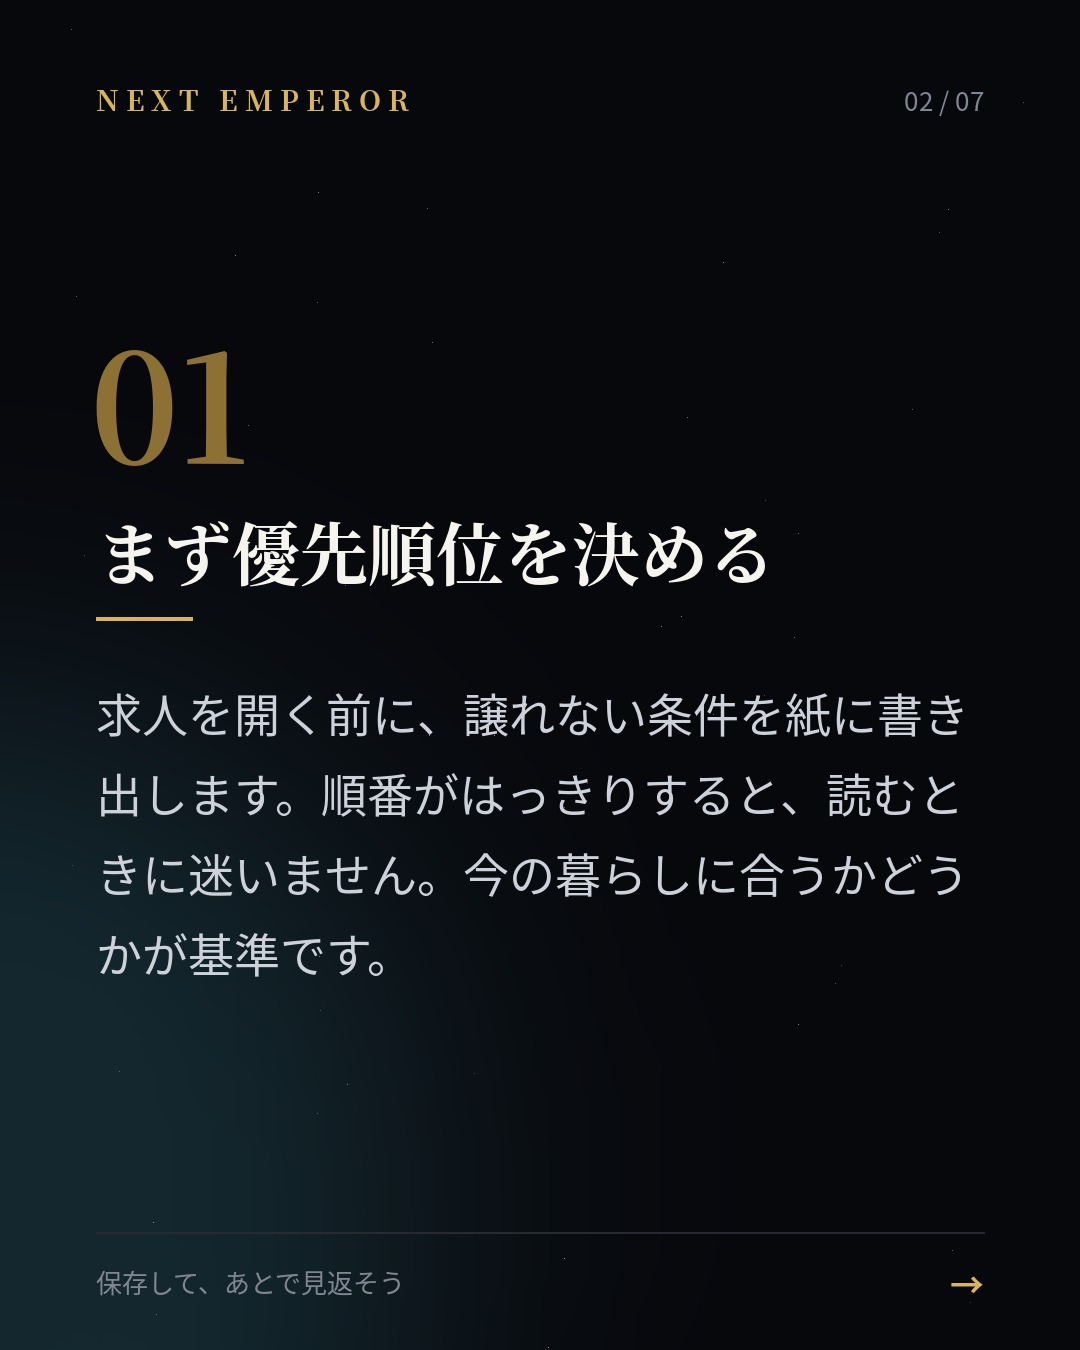 NEXT EMPEROR
02 / 07
01
まず優先順位を決める
求人を開く前に、譲れない条件を紙に書き
出します。順番がはっきりすると、読むと
きに迷いません。今の暮らしに合うかどう
かが基準です。
保存して、あとで見返そう
→